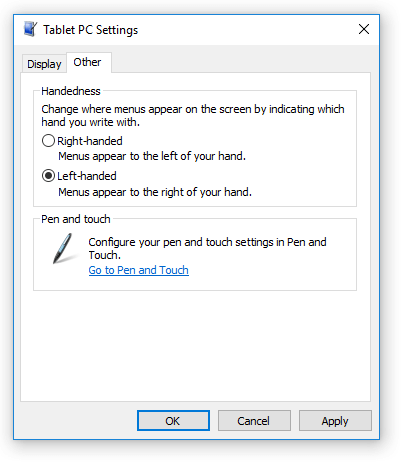 Tablet PC Settings
Display
Other
Handedness
Change where menus appear on the screen by indicating which
hand you write with.
Right-handed
Menus appear to the left of your hand.
Left-handed
Menus appear to the right of your hand.
Pen and touch
Configure your pen and touch settings in Pen and
Touch.
Go to Pen and Touch
OK
Cancel
Apply